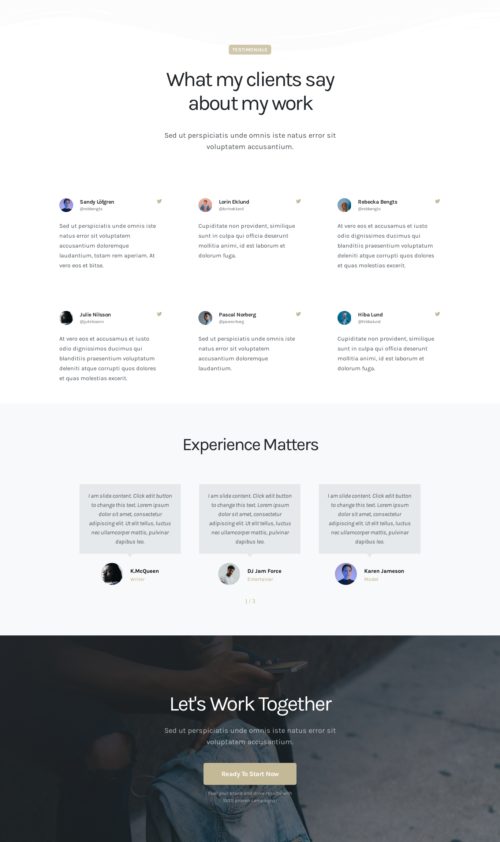 TESTIMONIALS
What my clients say
about my work
Sed ut perspiciatis unde omnis iste natus error sit
voluptatem accusantium.
Sandy Löfgren
Sed ut perspiciatis unde omnis iste
natus error sit voluptatem
accusantium doloremque
laudantium, totam rem aperiam. At
vero eos et bitse.
Lorin Eklund
Cupiditate non provident, similique
sunt in culpa qui officia deserunt
mollitia animi, id est laborum et
dolorum fuga.
Rebecka Bengts
At vero eos et accusamus et iusto
odio dignissimos ducimus qui
blanditiis praesentium voluptatum
deleniti atque corrupti quos dolores
et quas molestias excerit.
Julie Nilsson
At vero eos et accusamus et iusto
odio dignissimos ducimus qui
blanditiis praesentium voluptatum
deleniti atque corrupti quos dolores
et quas molestias excerit.
Pascal Norberg
Sed ut perspiciatis unde omnis iste
natus error sit voluptatem
accusantium doloremque
laudantium.
Hiba Lund
Cupiditate non provident, similique
sunt in culpa qui officia deserunt
mollitia animi, id est laborum et
dolorum fuga.
Experience Matters
I am slide content. Click edit button
to change this text. Lorem ipsum
dolor sit amet, consectetur
adipiscing elit. Ut elit tellus, luctus
nec ullamcorper mattis, pulvinar
dapibus leo.
K.McQueen
Writer
I am slide content. Click edit button
to change this text. Lorem ipsum
dolor sit amet, consectetur
adipiscing elit. Ut elit tellus, luctus
nec ullamcorper mattis, pulvinar
dapibus leo.
DJ Jam Force
Entertainer
I am slide content. Click edit button
to change this text. Lorem ipsum
dolor sit amet, consectetur
adipiscing elit. Ut elit tellus, luctus
nec ullamcorper mattis, pulvinar
dapibus leo.
Karen Jameson
Model
1 / 3
Let's Work Together
Sed ut perspiciatis unde omnis iste natus error sit
voluptatem accusantium.
Ready To Start Now